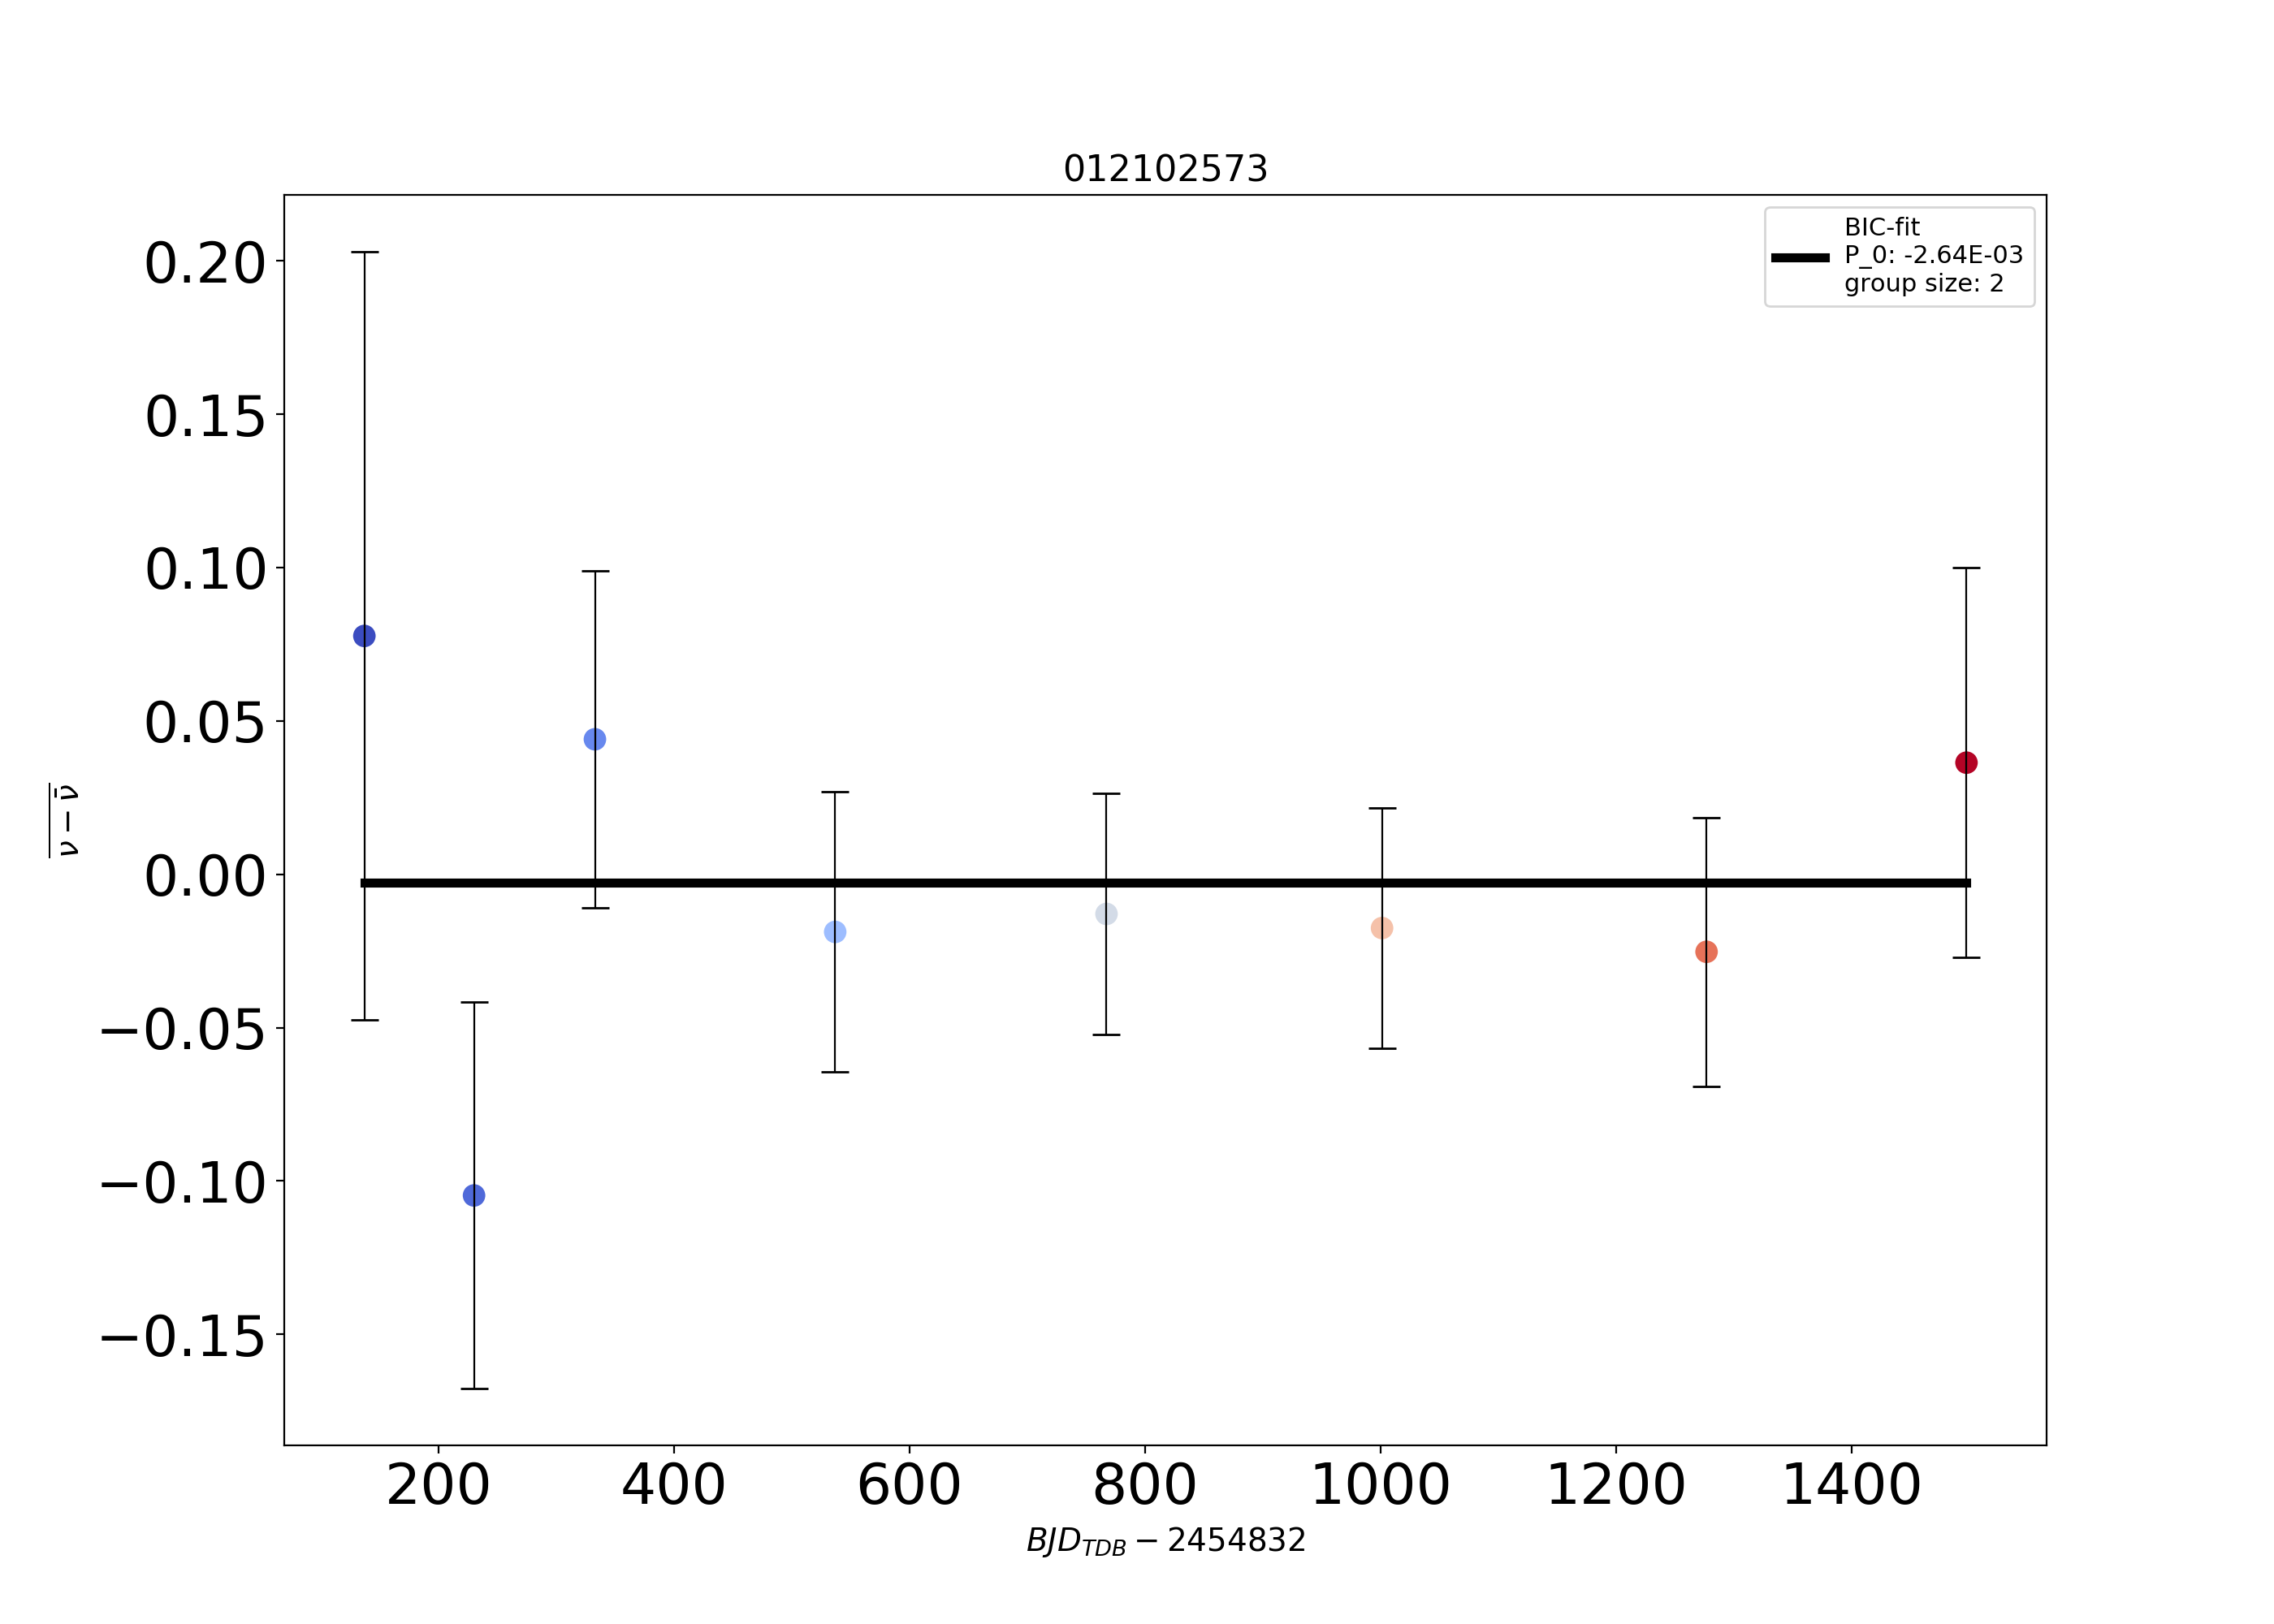 012102573
BIC-fit
P_0: -2.64E-03
group size: 2
0.20
0.15
0.10
0.05
0.00
−0.05
−0.10
−0.15
ν − ν̄
200 400 600 800 1000 1200 1400
BJD_TDB − 2454832